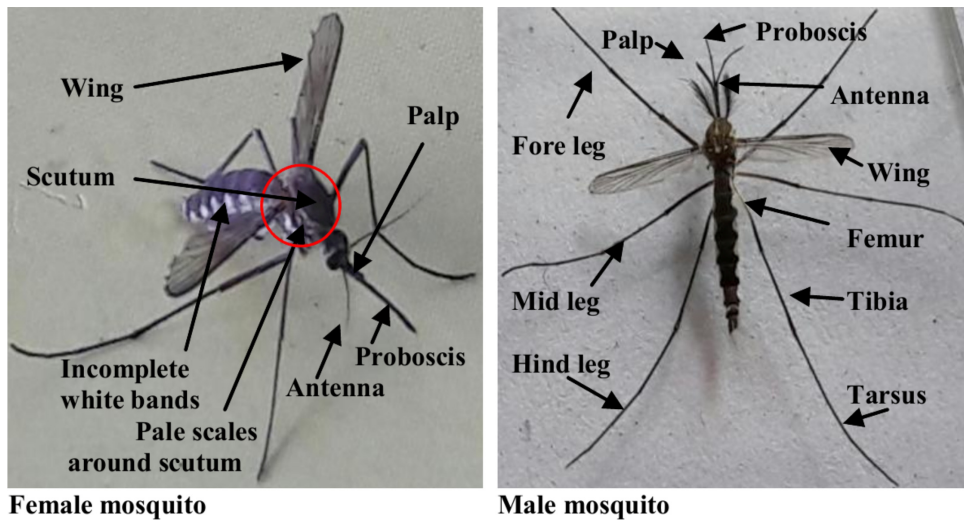 Wing
Palp
Scutum
Proboscis
Incomplete
white bands
Antenna
Pale scales
around scutum
Female mosquito
Proboscis
Palp
Antenna
Fore leg
Wing
Femur
Mid leg
Tibia
Hind leg
Tarsus
Male mosquito